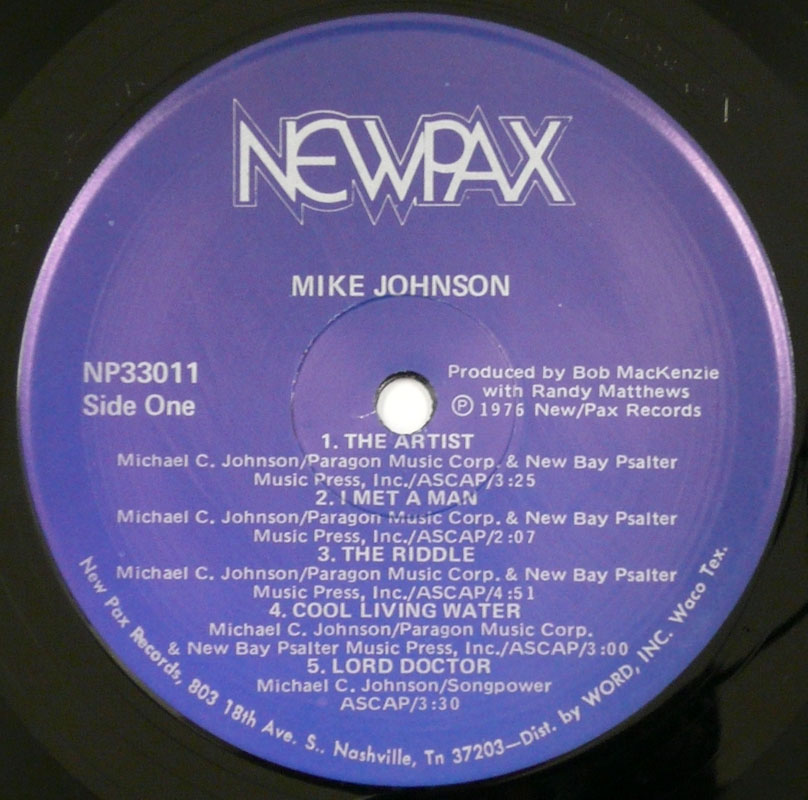 NEWPAX
MIKE JOHNSON
NP33011
Side One
Produced by Bob MacKenzie
with Randy Matthews
Ⓟ 1976 New/Pax Records
1. THE ARTIST
Michael C. Johnson/Paragon Music Corp. & New Bay Psalter
Music Press, Inc./ASCAP/3:25
2. I MET A MAN
Michael C. Johnson/Paragon Music Corp. & New Bay Psalter
Music Press, Inc./ASCAP/2:07
3. THE RIDDLE
Michael C. Johnson/Paragon Music Corp. & New Bay Psalter
Music Press, Inc./ASCAP/4:51
4. COOL LIVING WATER
Michael C. Johnson/Paragon Music Corp.
& New Bay Psalter Music Press, Inc./ASCAP/3:00
5. LORD DOCTOR
Michael C. Johnson/Songpower
ASCAP/3:30
New Pax Records, 803 18th Ave. S.. Nashville, Tn 37203—Dist. by WORD, INC. Waco Tex.